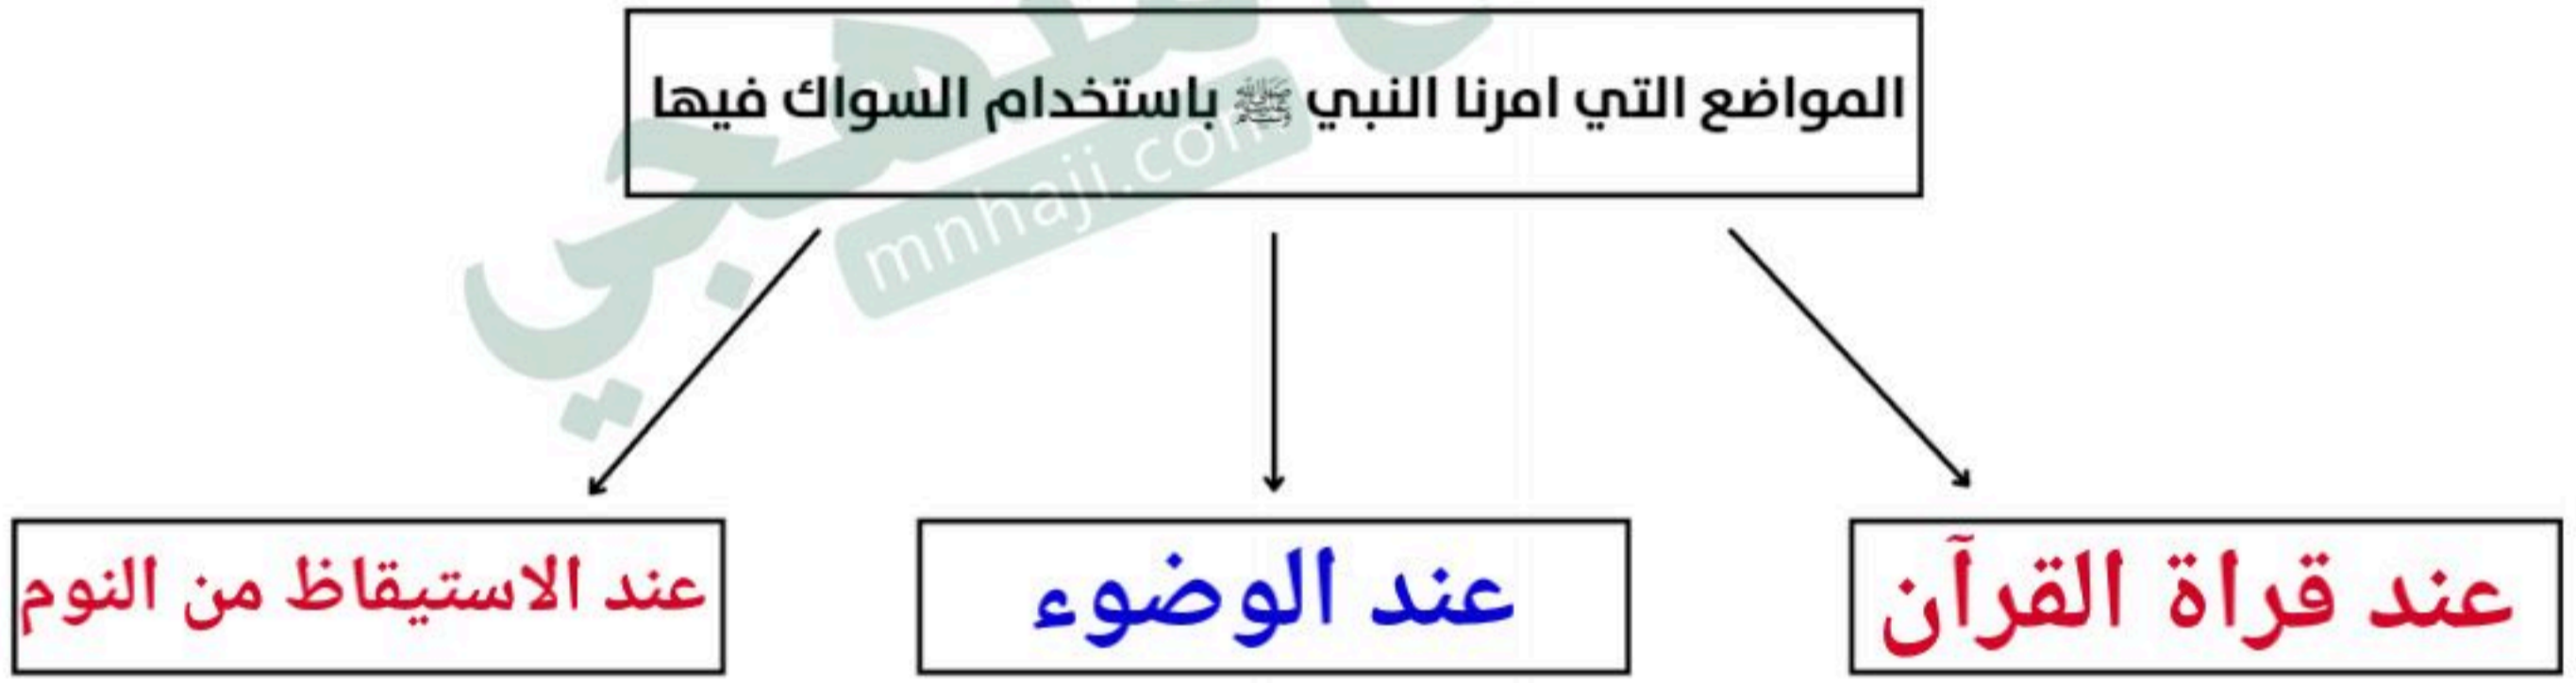 المواضع التي امرنا النبي ﷺ باستخدام السواك فيها
mnhaji.com
عند قراة القرآن
عند الوضوء
عند الاستيقاظ من النوم